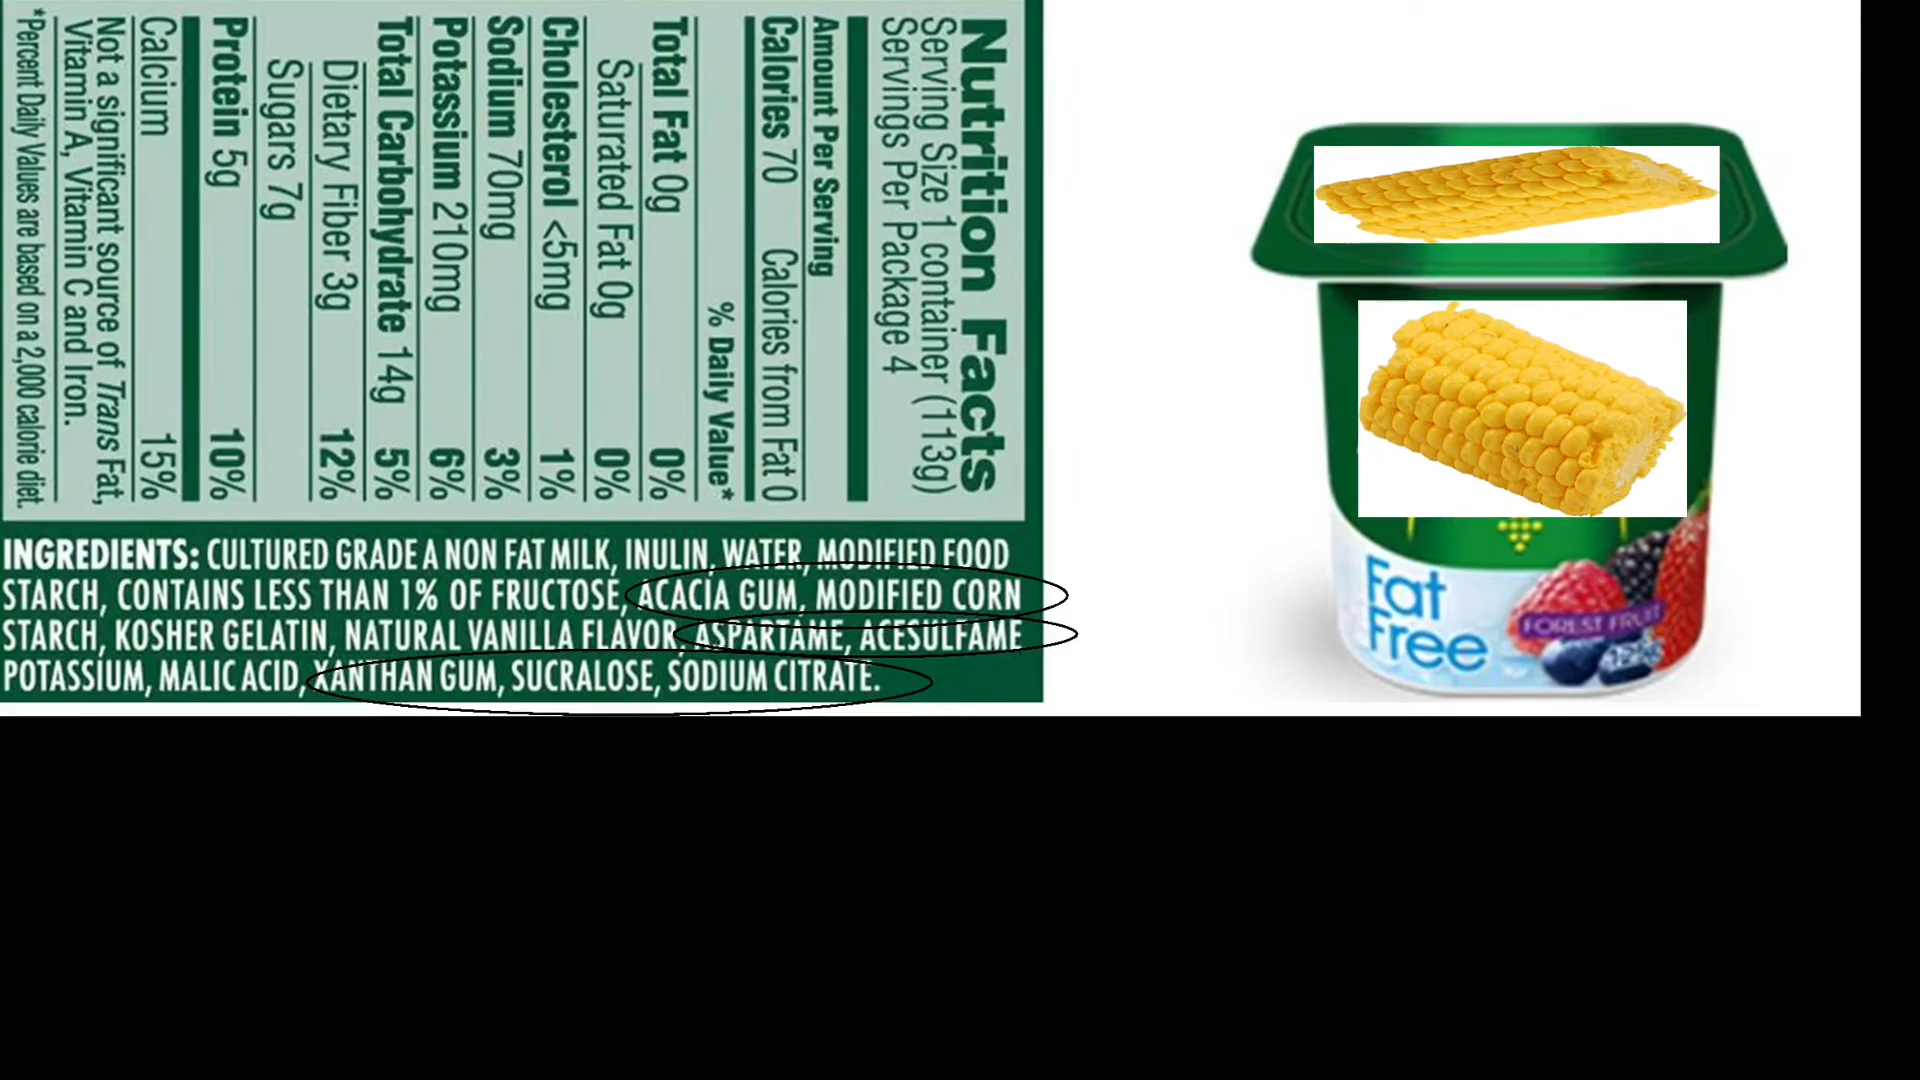 Nutrition Facts
Serving Size 1 container (113g)
Servings Per Package 4
Amount Per Serving
Calories 70 Calories from Fat 0
% Daily Value*
Total Fat 0g 0%
Saturated Fat 0g 0%
Cholesterol <5mg 1%
Sodium 70mg 3%
Potassium 210mg 6%
Total Carbohydrate 14g 5%
Dietary Fiber 3g 12%
Sugars 7g
Protein 5g 10%
Calcium 15%
Not a significant source of Trans Fat,
Vitamin A, Vitamin C and Iron.
*Percent Daily Values are based on a 2,000 calorie diet.
INGREDIENTS: CULTURED GRADE A NON FAT MILK, INULIN, WATER, MODIFIED FOOD
STARCH, CONTAINS LESS THAN 1% OF FRUCTOSE, ACACIA GUM, MODIFIED CORN
STARCH, KOSHER GELATIN, NATURAL VANILLA FLAVOR, ASPARTAME, ACESULFAME
POTASSIUM, MALIC ACID, XANTHAN GUM, SUCRALOSE, SODIUM CITRATE.
Fat
Free
FOREST FRUIT